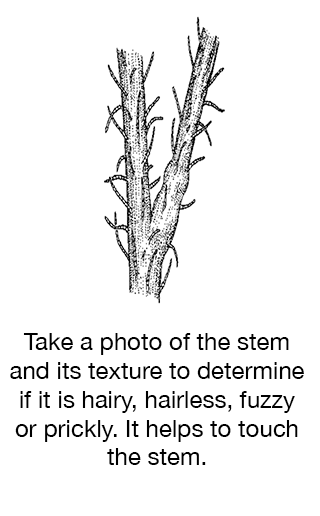 Take a photo of the stem
and its texture to determine
if it is hairy, hairless, fuzzy
or prickly. It helps to touch
the stem.